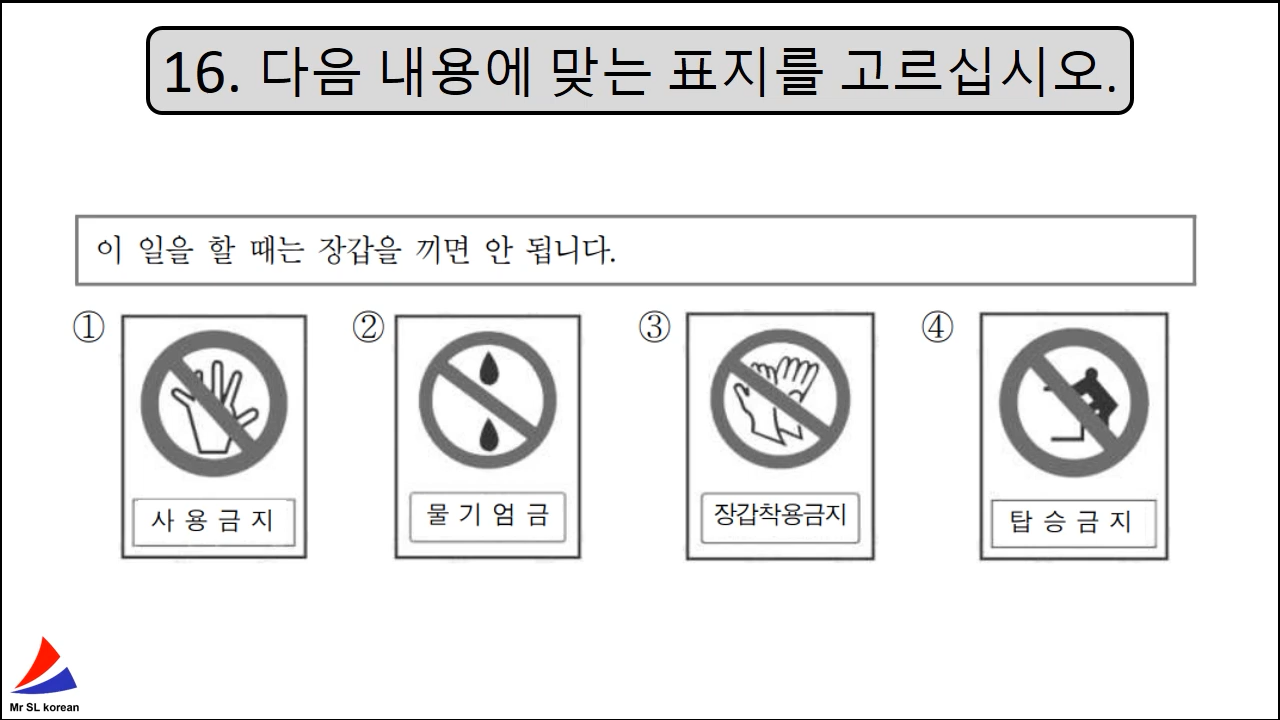 16. 다음 내용에 맞는 표지를 고르십시오.
이 일을 할 때는 장갑을 끼면 안 됩니다.
① ② ③ ④
사용금지 물기엄금 장갑착용금지 탑승금지
Mr SL korean